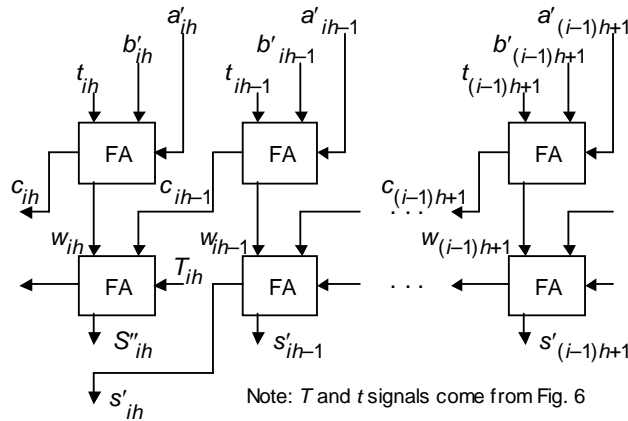 a′ih a′ih–1 a′(i–1)h+1
b′ih b′ih–1 b′(i–1)h+1
tih tih–1 t(i–1)h+1
FA FA FA
cih cih–1 . . . c(i–1)h+1
wih wih–1 w(i–1)h+1
Tih
FA FA . . . FA
S″ih s′ih–1 s′(i–1)h+1
s′ih
Note: T and t signals come from Fig. 6